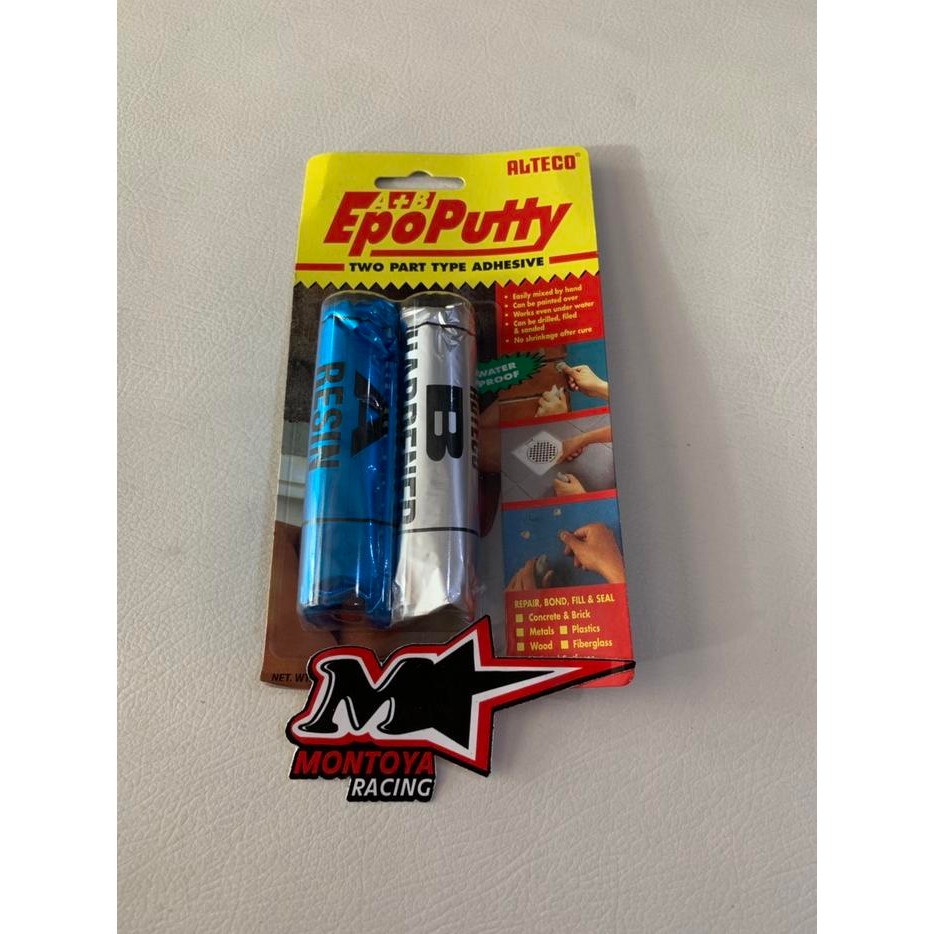 ALTECO®
A+B
EpoPutty
TWO PART TYPE ADHESIVE
• Easily mixed by hand
• Can be painted over
• Works even under water
• Can be drilled, filed
& sanded
• No shrinkage after cure
WATER
PROOF
A
RESIN
B
HARDENER
REPAIR, BOND, FILL & SEAL
Concrete & Brick
Metals
Plastics
Wood
Fiberglass
NET. WT
M
MONTOYA
RACING